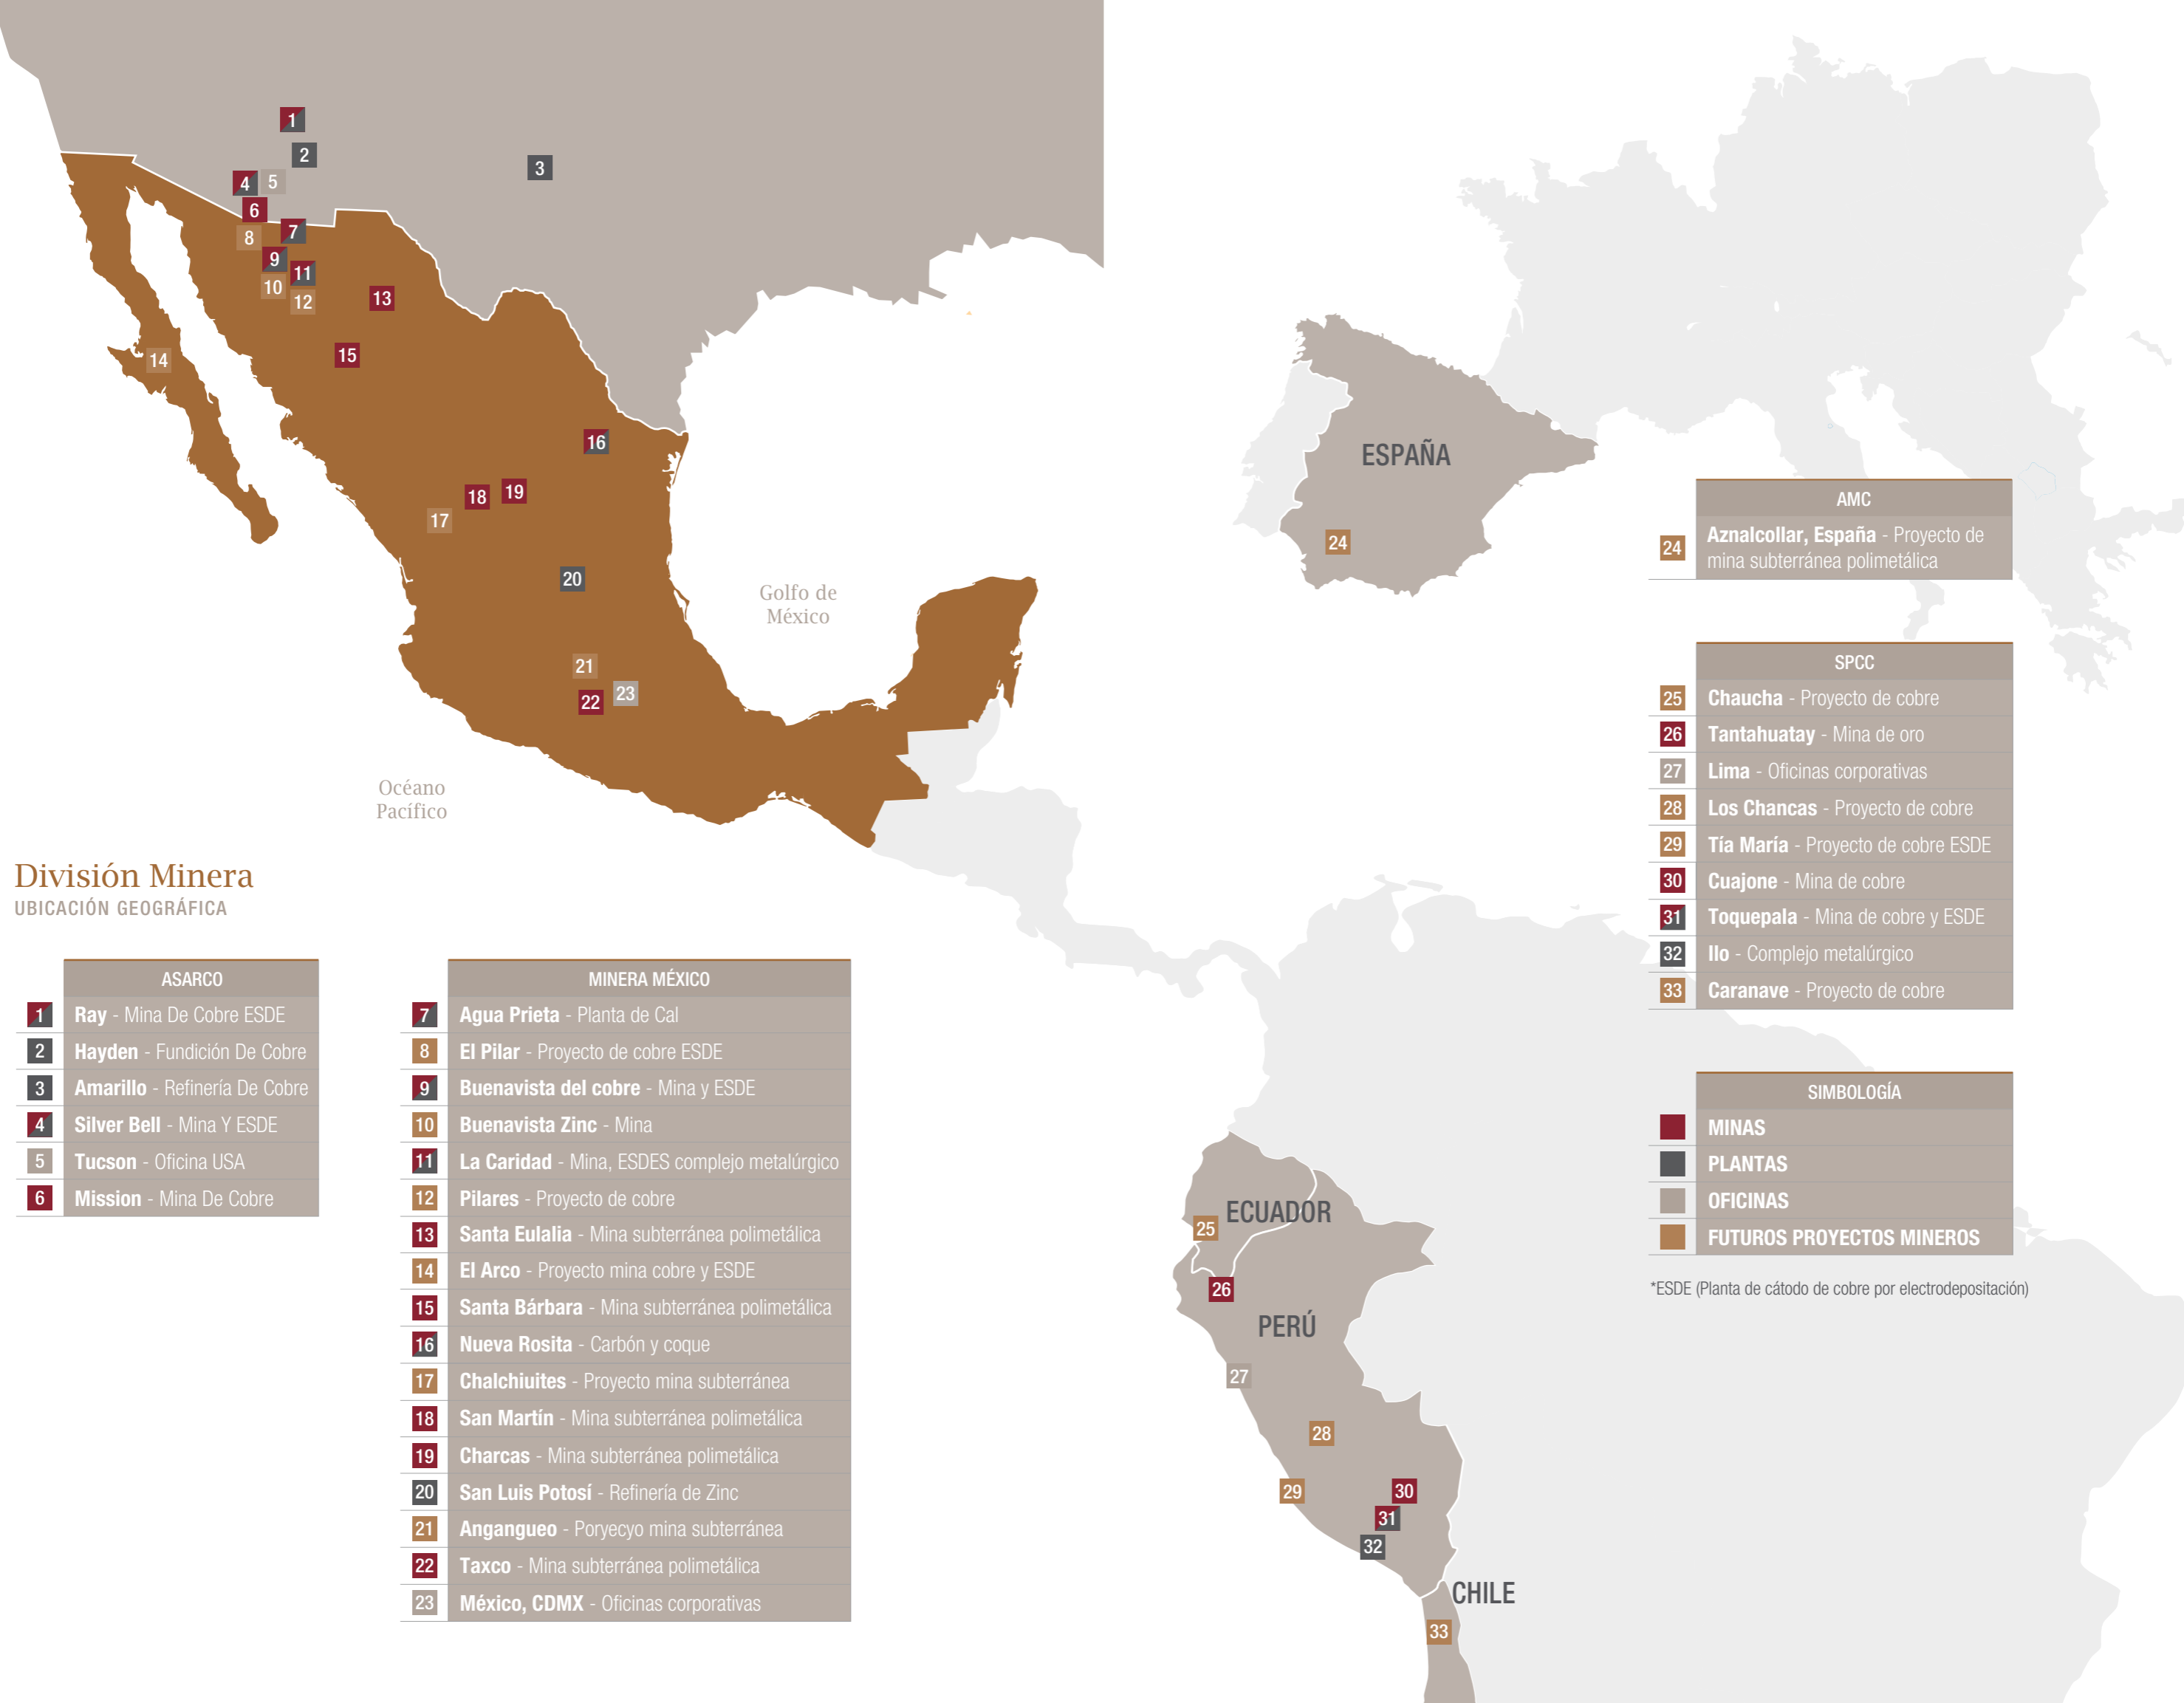 1
2
3
4 5
6
7
8
9
11
10
12
13
15
14
16
18 19
17
20
21
23
22
Golfo de
México
Océano
Pacífico
ESPAÑA
24
AMC
24 Aznalcollar, España - Proyecto de
mina subterránea polimetálica
SPCC
25 Chaucha - Proyecto de cobre
26 Tantahuatay - Mina de oro
27 Lima - Oficinas corporativas
28 Los Chancas - Proyecto de cobre
29 Tía María - Proyecto de cobre ESDE
30 Cuajone - Mina de cobre
31 Toquepala - Mina de cobre y ESDE
32 Ilo - Complejo metalúrgico
33 Caranave - Proyecto de cobre
División Minera
UBICACIÓN GEOGRÁFICA
ASARCO
1 Ray - Mina De Cobre ESDE
2 Hayden - Fundición De Cobre
3 Amarillo - Refinería De Cobre
4 Silver Bell - Mina Y ESDE
5 Tucson - Oficina USA
6 Mission - Mina De Cobre
MINERA MÉXICO
7 Agua Prieta - Planta de Cal
8 El Pilar - Proyecto de cobre ESDE
9 Buenavista del cobre - Mina y ESDE
10 Buenavista Zinc - Mina
11 La Caridad - Mina, ESDES complejo metalúrgico
12 Pilares - Proyecto de cobre
13 Santa Eulalia - Mina subterránea polimetálica
14 El Arco - Proyecto mina cobre y ESDE
15 Santa Bárbara - Mina subterránea polimetálica
16 Nueva Rosita - Carbón y coque
17 Chalchiuites - Proyecto mina subterránea
18 San Martín - Mina subterránea polimetálica
19 Charcas - Mina subterránea polimetálica
20 San Luis Potosí - Refinería de Zinc
21 Angangueo - Poryecyo mina subterránea
22 Taxco - Mina subterránea polimetálica
23 México, CDMX - Oficinas corporativas
SIMBOLOGÍA
MINAS
PLANTAS
OFICINAS
FUTUROS PROYECTOS MINEROS
*ESDE (Planta de cátodo de cobre por electrodepositación)
ECUADOR
25
26
PERÚ
27
28
29
30
31
32
CHILE
33